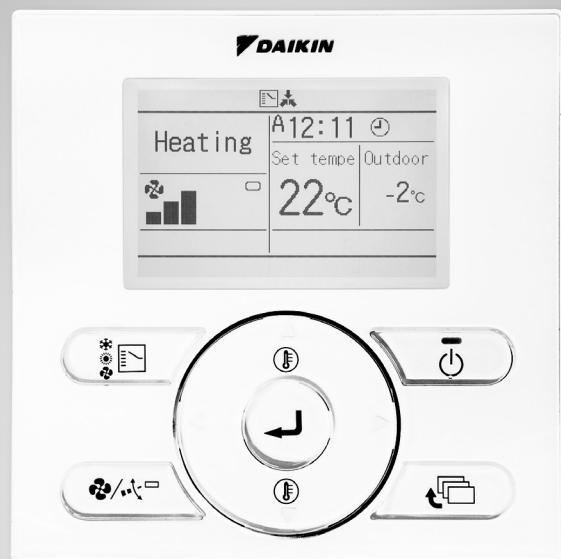 DAIKIN
Heating
A12:11
Set tempe
Outdoor
22°C
-2°C